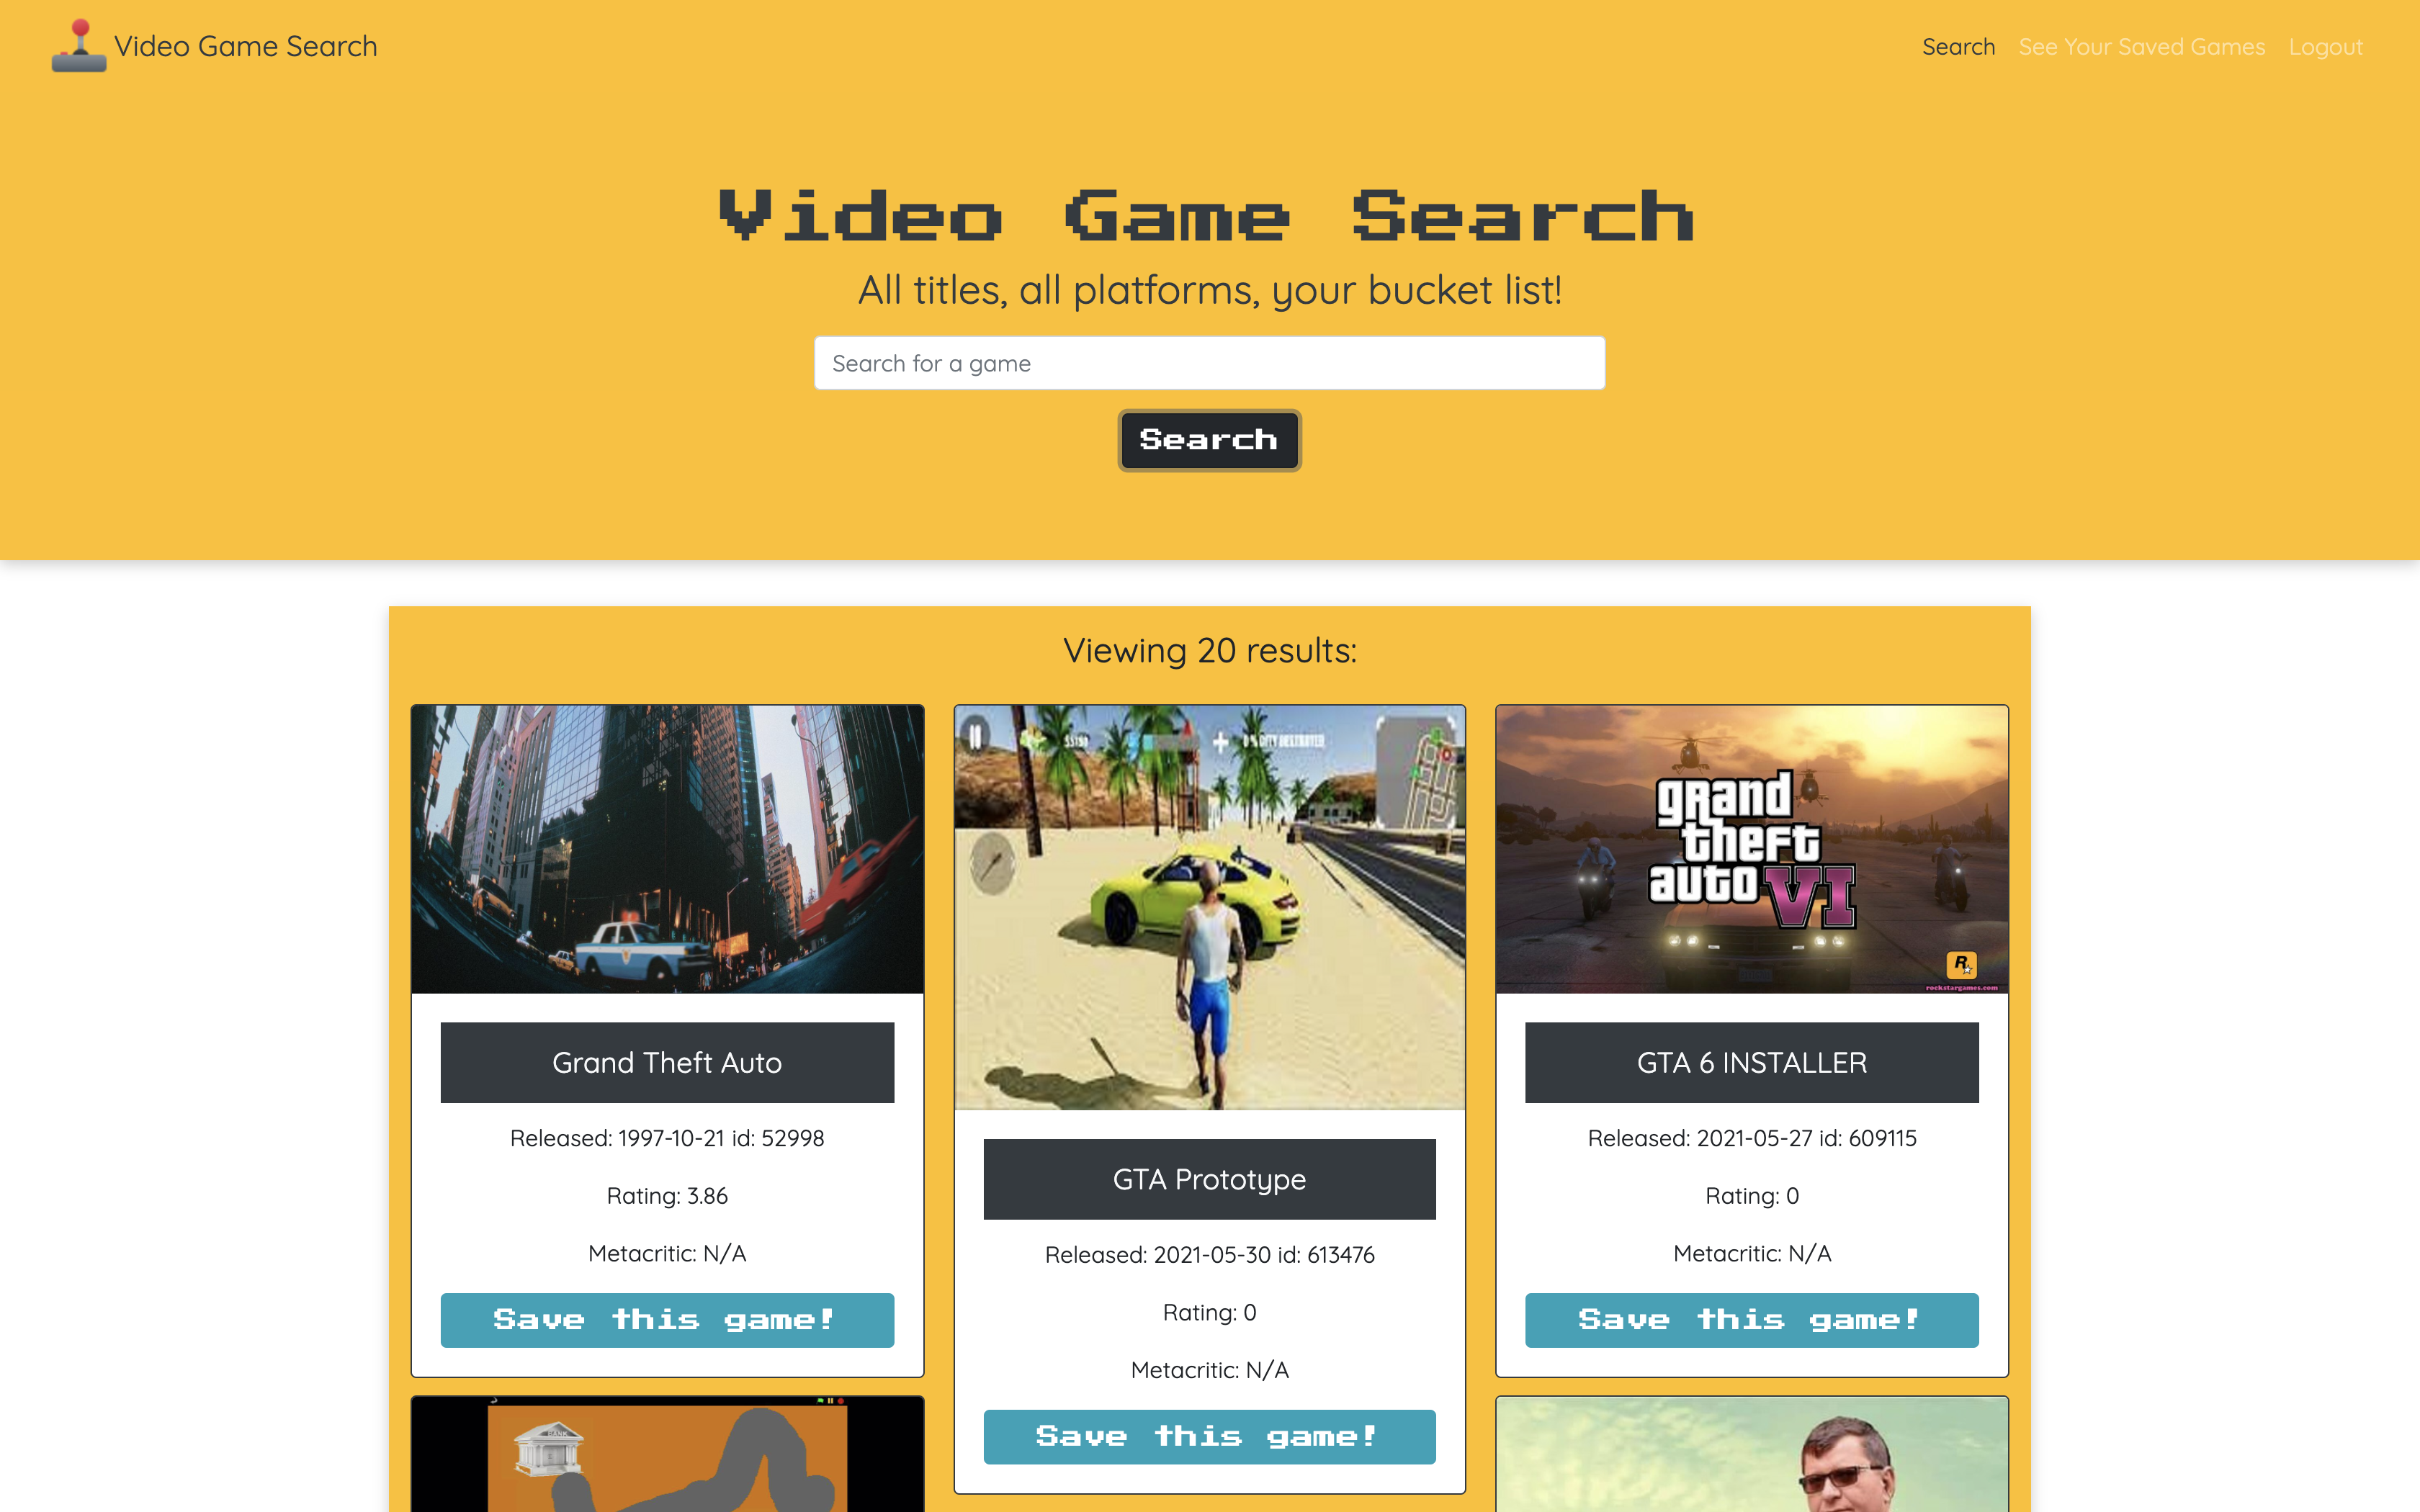 Video Game Search
Search See Your Saved Games Logout
Video Game Search
All titles, all platforms, your bucket list!
Search for a game
Search
Viewing 20 results:
grand
theft
auto VI
R
rockstargames.com
Grand Theft Auto
Released: 1997-10-21 id: 52998
Rating: 3.86
Metacritic: N/A
Save this game!
GTA Prototype
Released: 2021-05-30 id: 613476
Rating: 0
Metacritic: N/A
Save this game!
GTA 6 INSTALLER
Released: 2021-05-27 id: 609115
Rating: 0
Metacritic: N/A
Save this game!
BANK